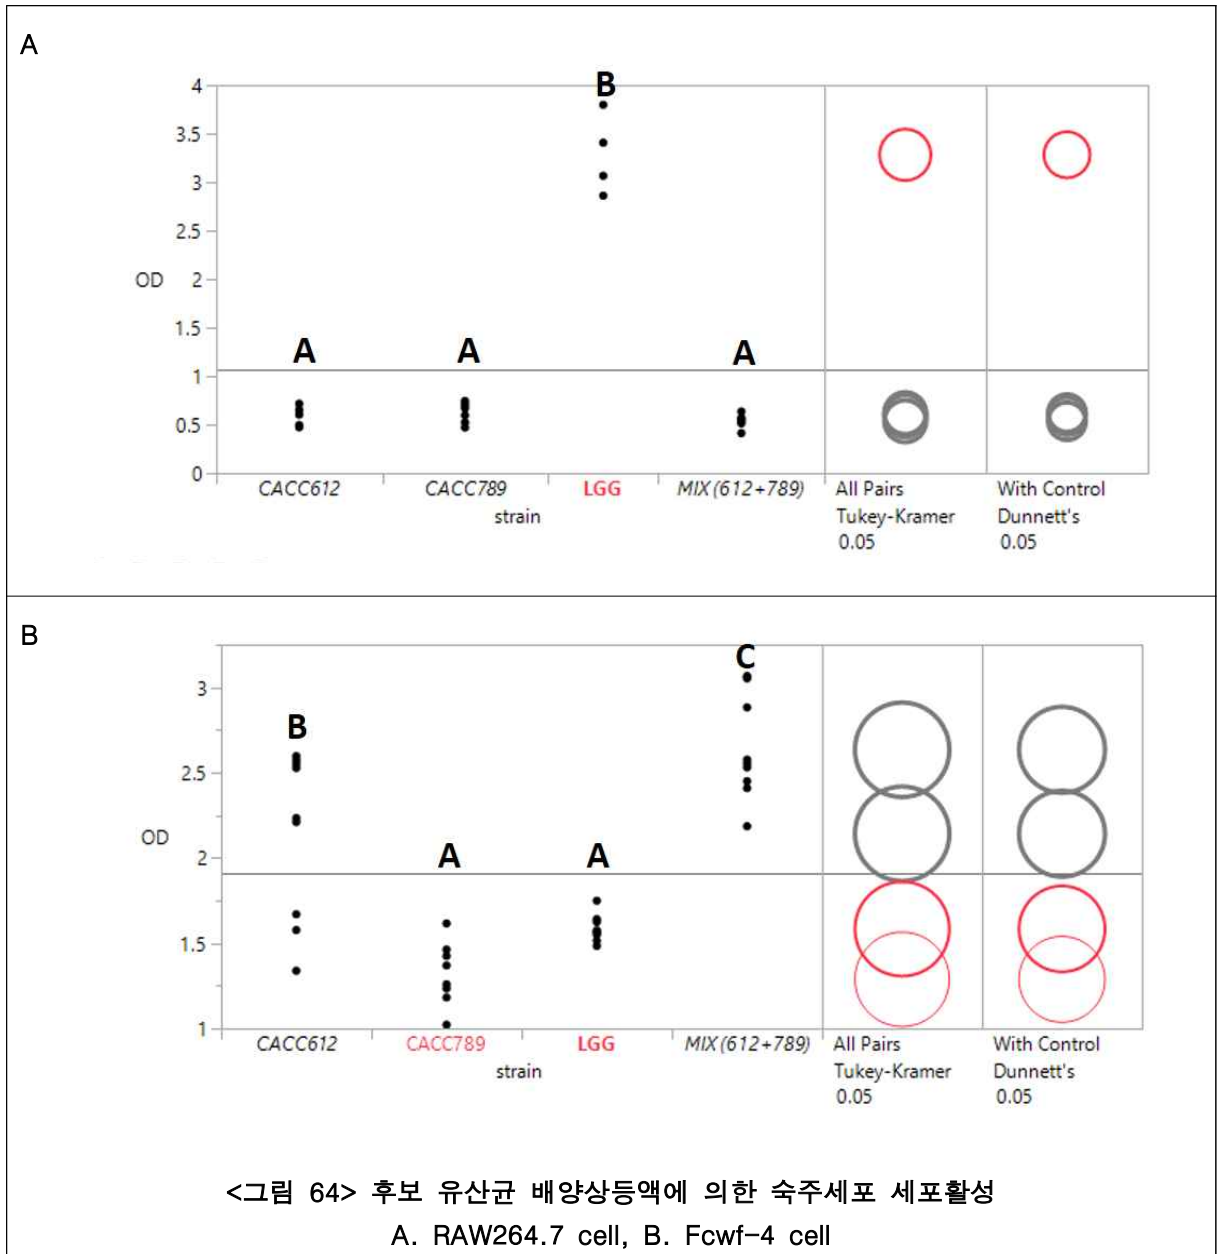 A
B
4
3.5
3
2.5
OD
2
1.5
A
A
A
1
0.5
0
CACC612
CACC789
LGG
MIX(612+789)
strain
All Pairs
Tukey-Kramer
0.05
With Control
Dunnett's
0.05
B
C
3
B
2.5
OD
2
A
A
1.5
1
CACC612
CACC789
LGG
MIX(612+789)
strain
All Pairs
Tukey-Kramer
0.05
With Control
Dunnett's
0.05
<그림 64> 후보 유산균 배양상등액에 의한 숙주세포 세포활성
A. RAW264.7 cell, B. Fcwf-4 cell